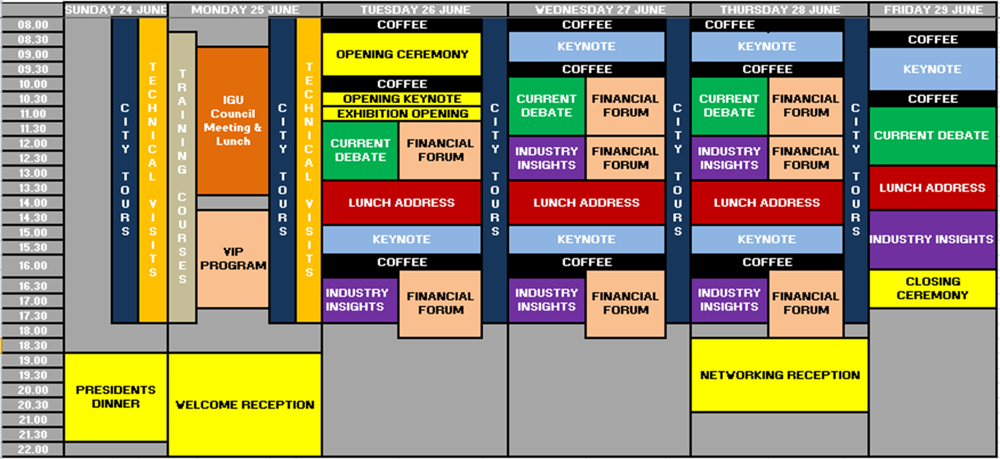 SUNDAY 24 JUNE
MONDAY 25 JUNE
TUESDAY 26 JUNE
WEDNESDAY 27 JUNE
THURSDAY 28 JUNE
FRIDAY 29 JUNE
08.00
08.30
09.00
09.30
10.00
10.30
11.00
11.30
12.00
12.30
13.00
13.30
14.00
14.30
15.00
15.30
16.00
16.30
17.00
17.30
18.00
18.30
19.00
19.30
20.00
20.30
21.00
21.30
22.00
CITY TOURS
TECHNICAL VISITS
PRESIDENTS
DINNER
TRAINING COURSES
IGU
Council
Meeting &
Lunch
VIP
PROGRAM
CITY TOURS
TECHNICAL VISITS
WELCOME RECEPTION
COFFEE
OPENING CEREMONY
COFFEE
OPENING KEYNOTE
EXHIBITION OPENING
CURRENT
DEBATE
FINANCIAL
FORUM
LUNCH ADDRESS
KEYNOTE
COFFEE
INDUSTRY
INSIGHTS
FINANCIAL
FORUM
CITY TOURS
COFFEE
KEYNOTE
COFFEE
CURRENT
DEBATE
FINANCIAL
FORUM
INDUSTRY
INSIGHTS
FINANCIAL
FORUM
LUNCH ADDRESS
KEYNOTE
COFFEE
INDUSTRY
INSIGHTS
FINANCIAL
FORUM
CITY TOURS
COFFEE
KEYNOTE
COFFEE
CURRENT
DEBATE
FINANCIAL
FORUM
INDUSTRY
INSIGHTS
FINANCIAL
FORUM
LUNCH ADDRESS
KEYNOTE
COFFEE
INDUSTRY
INSIGHTS
FINANCIAL
FORUM
NETWORKING RECEPTION
CITY TOURS
COFFEE
KEYNOTE
COFFEE
CURRENT DEBATE
LUNCH ADDRESS
INDUSTRY INSIGHTS
CLOSING
CEREMONY